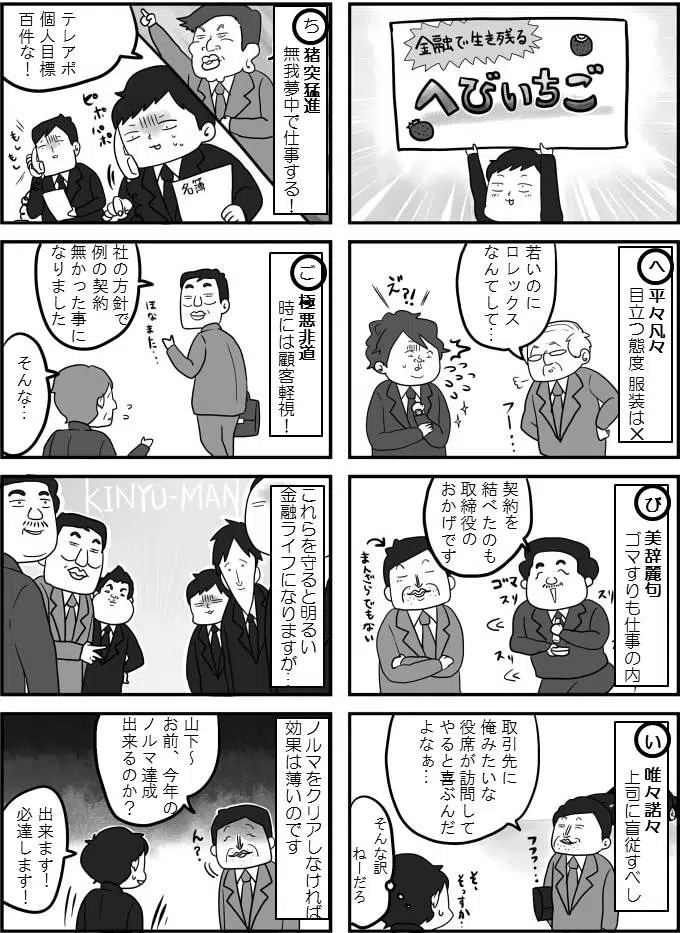 金融で生き残る
へびいちご
へ
平々凡々
目立つ態度 服装は×
若いのに
ロレックス
なんてして…
え"?!
フー…
び
美辞麗句
ゴマすりも仕事の内
契約を
結べたのも
取締役の
おかげです
ゴマ
スリ
スリ
スリ
まんざらでもない
い
唯々諾々
上司に盲従すべし
取引先に
俺みたいな
役席が訪問して
やると喜ぶんだ
よなぁ…
フフフ…
そ、
そっすか…
そんな訳
ねーだろ
ち
猪突猛進
無我夢中で仕事する！
テレアポ
個人目標
百件な！
ピ
ポ
パ
ポ
もしもし
名簿
ご
極悪非道
時には顧客軽視！
社の方針で
例の契約
無かった事に
なりました
ほなまた…
そんな…
これらを守ると明るい
金融ライフになりますが…
KINYU-MAN
ノルマをクリアしなければ
効果は薄いのです
山下〜
お前、今年の
ノルマ達成
出来るのか？
ん？
出来ます！
必達します！